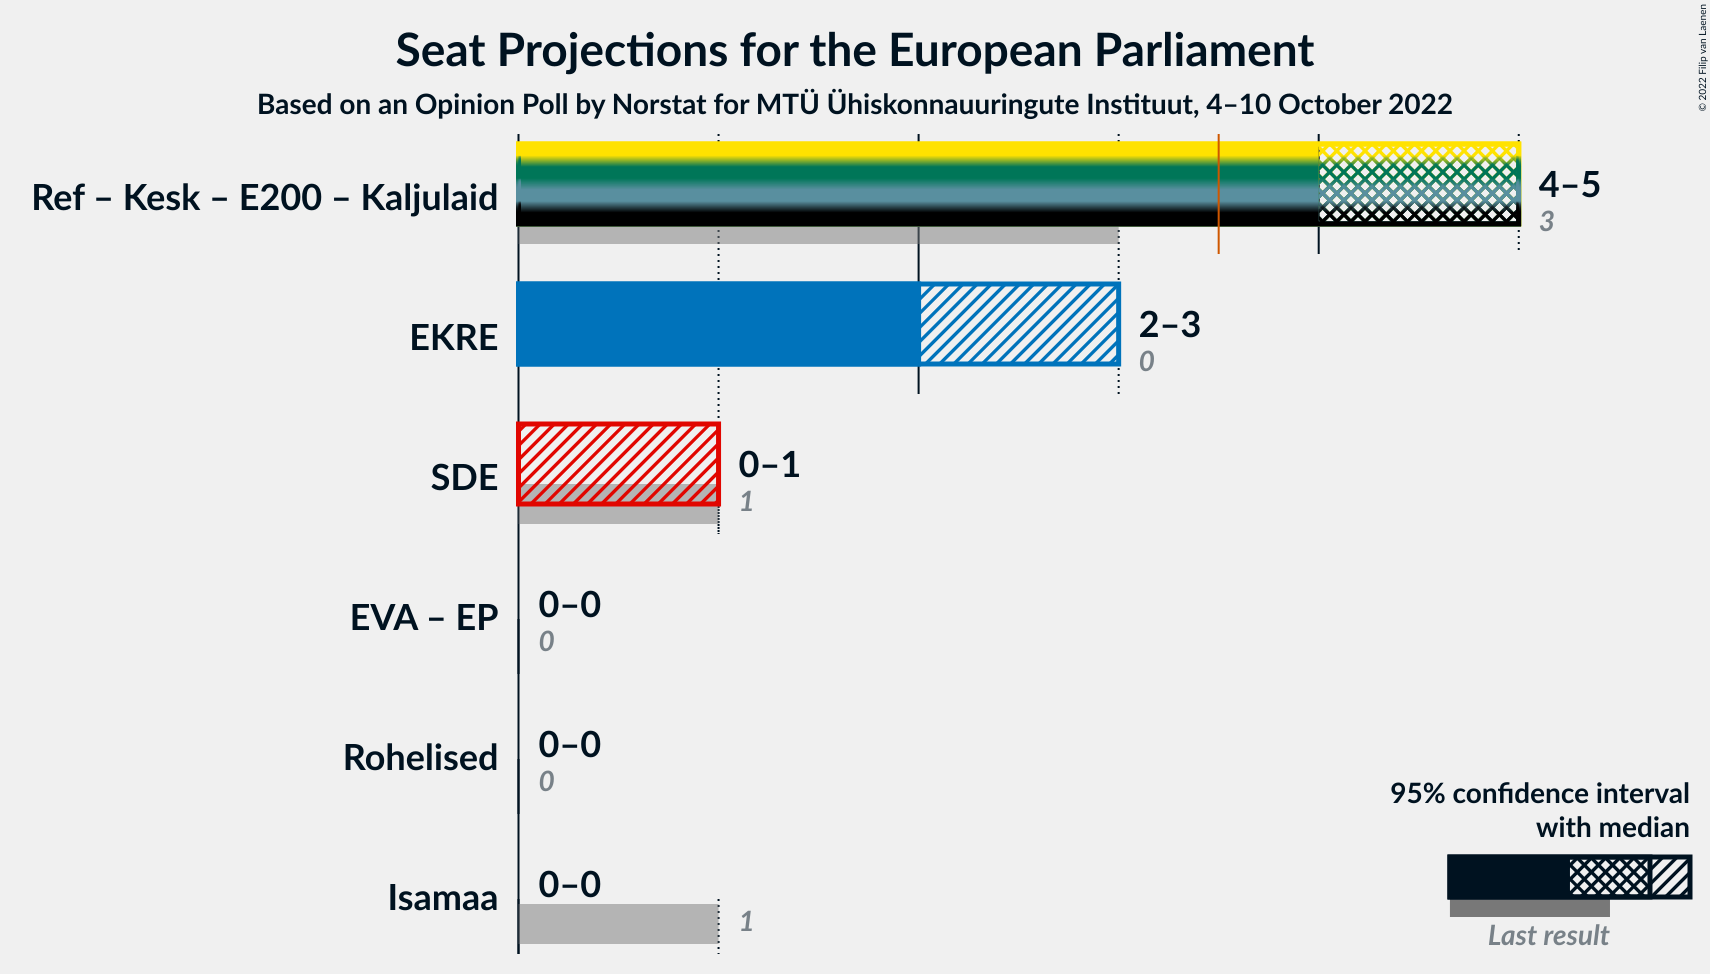 Seat Projections for the European Parliament
Based on an Opinion Poll by Norstat for MTÜ Ühiskonnauuringute Instituut, 4–10 October 2022
© 2022 Filip van Laenen
Ref – Kesk – E200 – Kaljulaid
4–5
3
EKRE
2–3
0
SDE
0–1
1
EVA – EP
0–0
0
Rohelised
0–0
0
Isamaa
0–0
1
95% confidence interval
with median
Last result